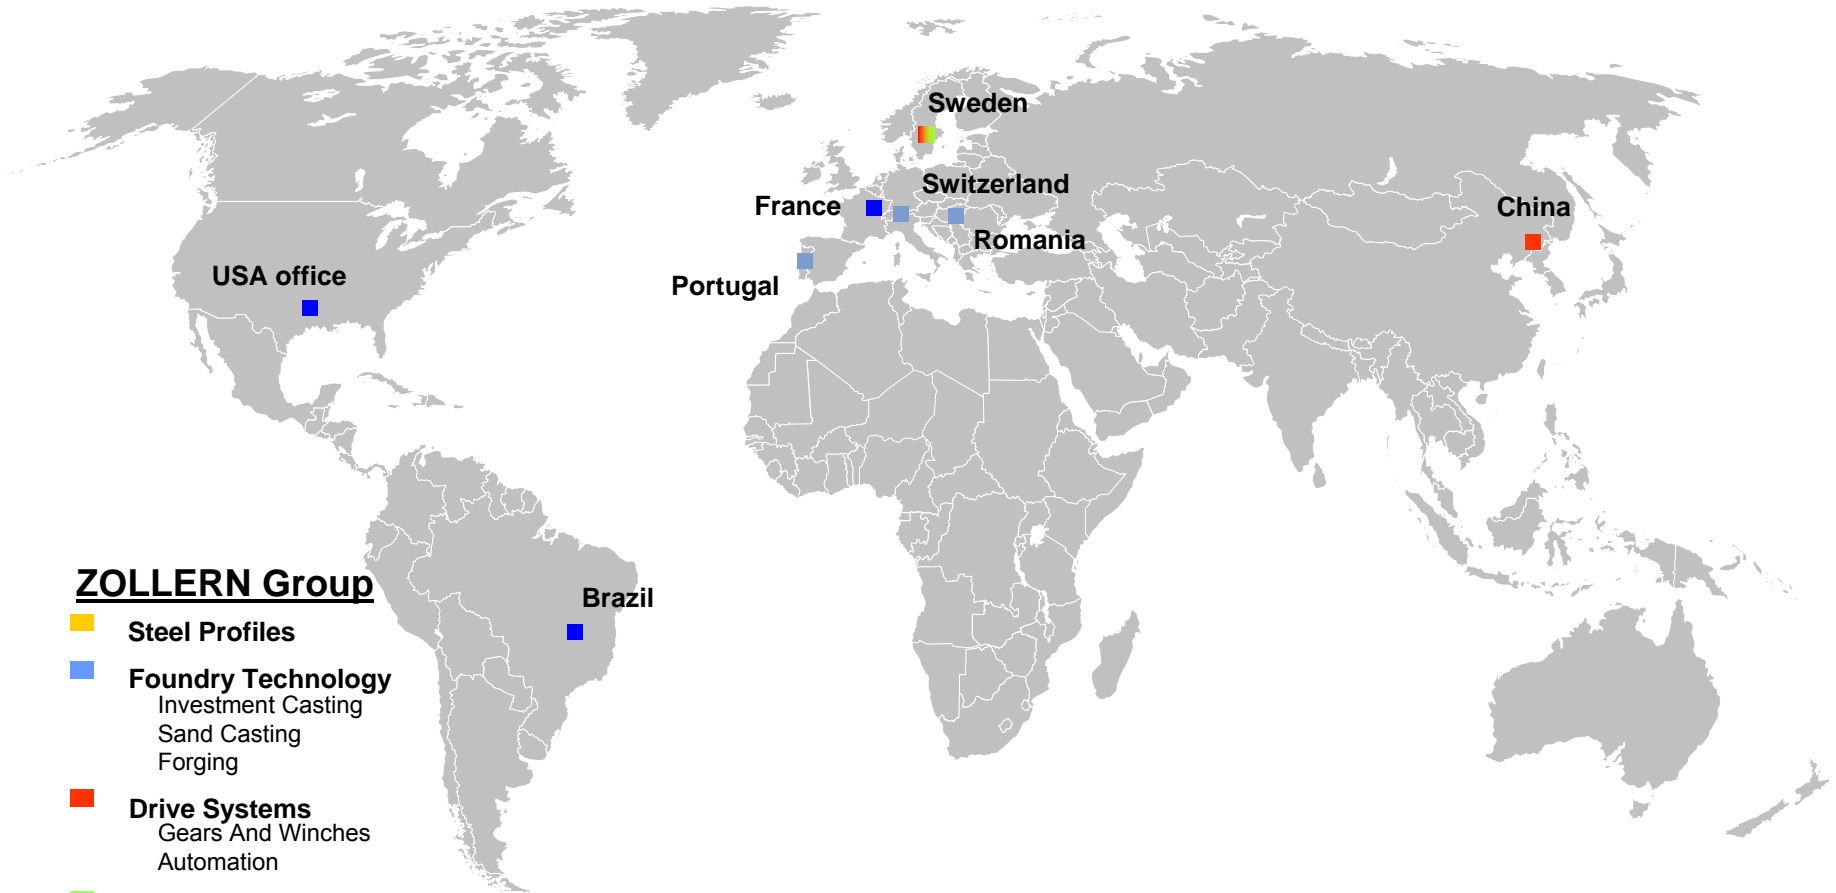 Sweden
Switzerland
France
China
Romania
USA office
Portugal
ZOLLERN Group
Brazil
Steel Profiles
Foundry Technology
Investment Casting
Sand Casting
Forging
Drive Systems
Gears And Winches
Automation